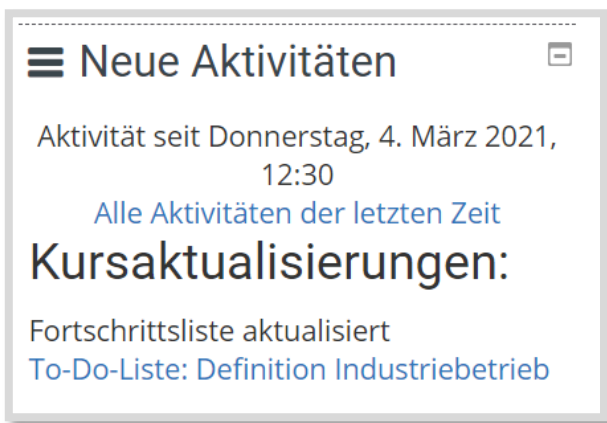 Neue Aktivitäten
Aktivität seit Donnerstag, 4. März 2021,
12:30
Alle Aktivitäten der letzten Zeit
Kursaktualisierungen:
Fortschrittsliste aktualisiert
To-Do-Liste: Definition Industriebetrieb